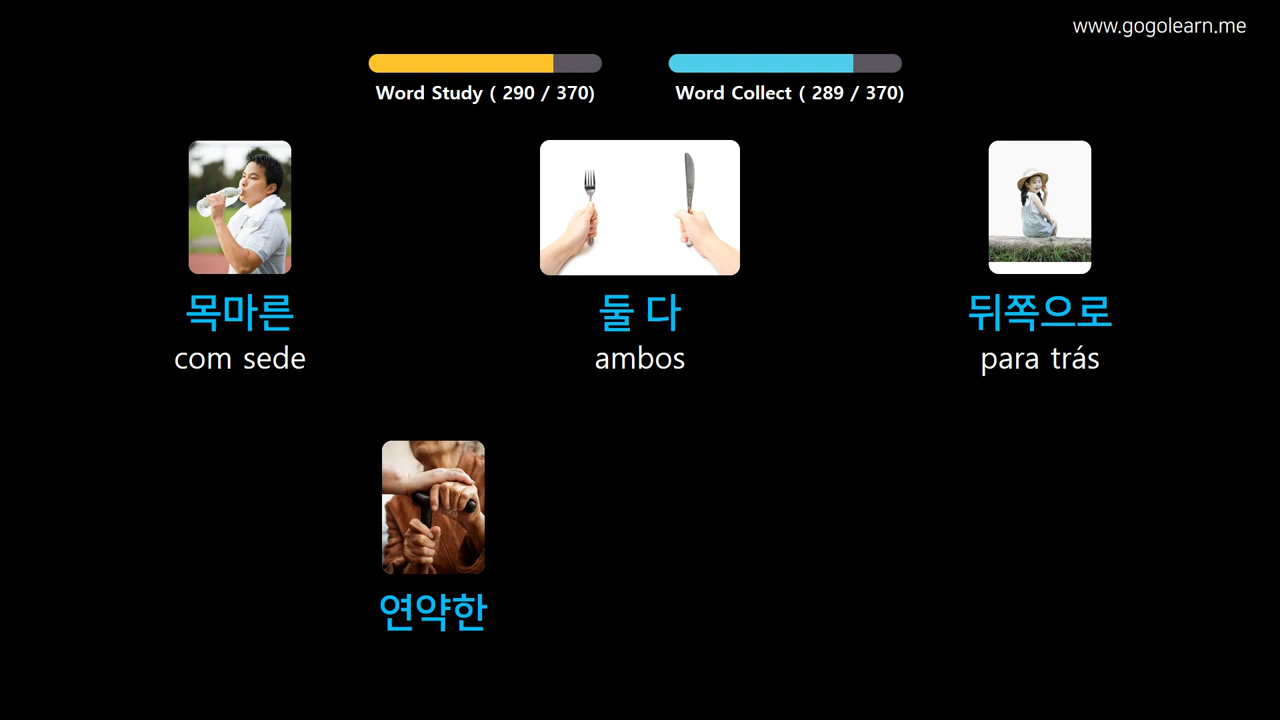 www.gogolearn.me
Word Study ( 290 / 370)
Word Collect ( 289 / 370)
목마른
com sede
둘 다
ambos
뒤쪽으로
para trás
연약한